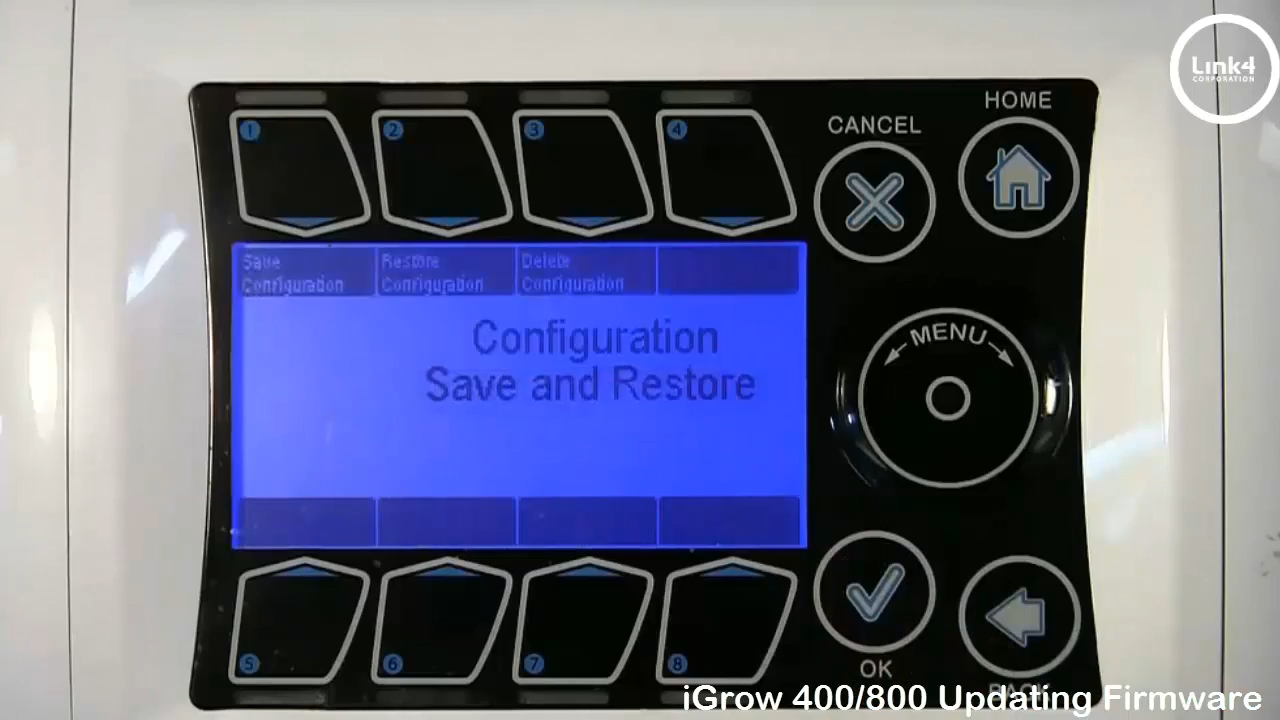 Link4
CORPORATION
HOME
CANCEL
1
2
3
4
Save
Configuration
Restore
Configuration
Delete
Configuration
Configuration
Save and Restore
MENU
5
6
7
8
OK
BACK
iGrow 400/800 Updating Firmware